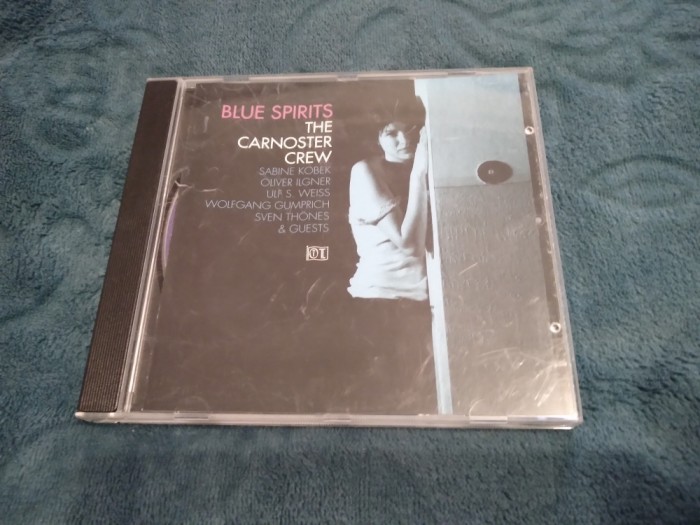 BLUE SPIRITS
THE
CARNOSTER
CREW
SABINE KOBEK
OLIVER ILGNER
ULF S. WEISS
WOLFGANG GUMPRICH
SVEN THÖNES
& GUESTS